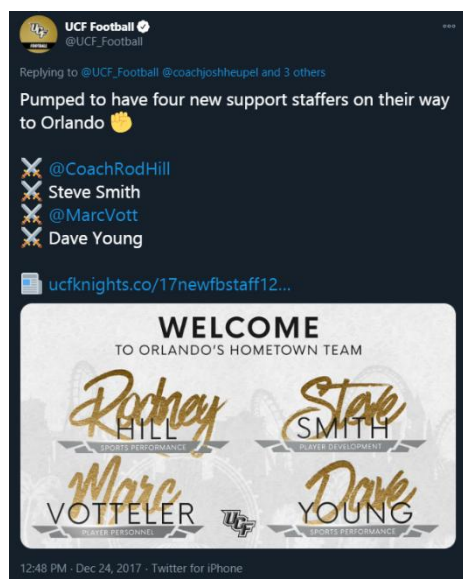 UCF Football
@UCF_Football
Replying to @UCF_Football @coachjoshheupel and 3 others
Pumped to have four new support staffers on their way
to Orlando ✊
⚔️ @CoachRodHill
⚔️ Steve Smith
⚔️ @MarcVott
⚔️ Dave Young
📰 ucfknights.co/17newfbstaff12...
WELCOME
TO ORLANDO'S HOMETOWN TEAM
Rodney
HILL
SPORTS PERFORMANCE
Steve
SMITH
PLAYER DEVELOPMENT
Marc
VOTTELER
PLAYER PERSONNEL
UCF
Dave
YOUNG
SPORTS PERFORMANCE
12:48 PM · Dec 24, 2017 · Twitter for iPhone